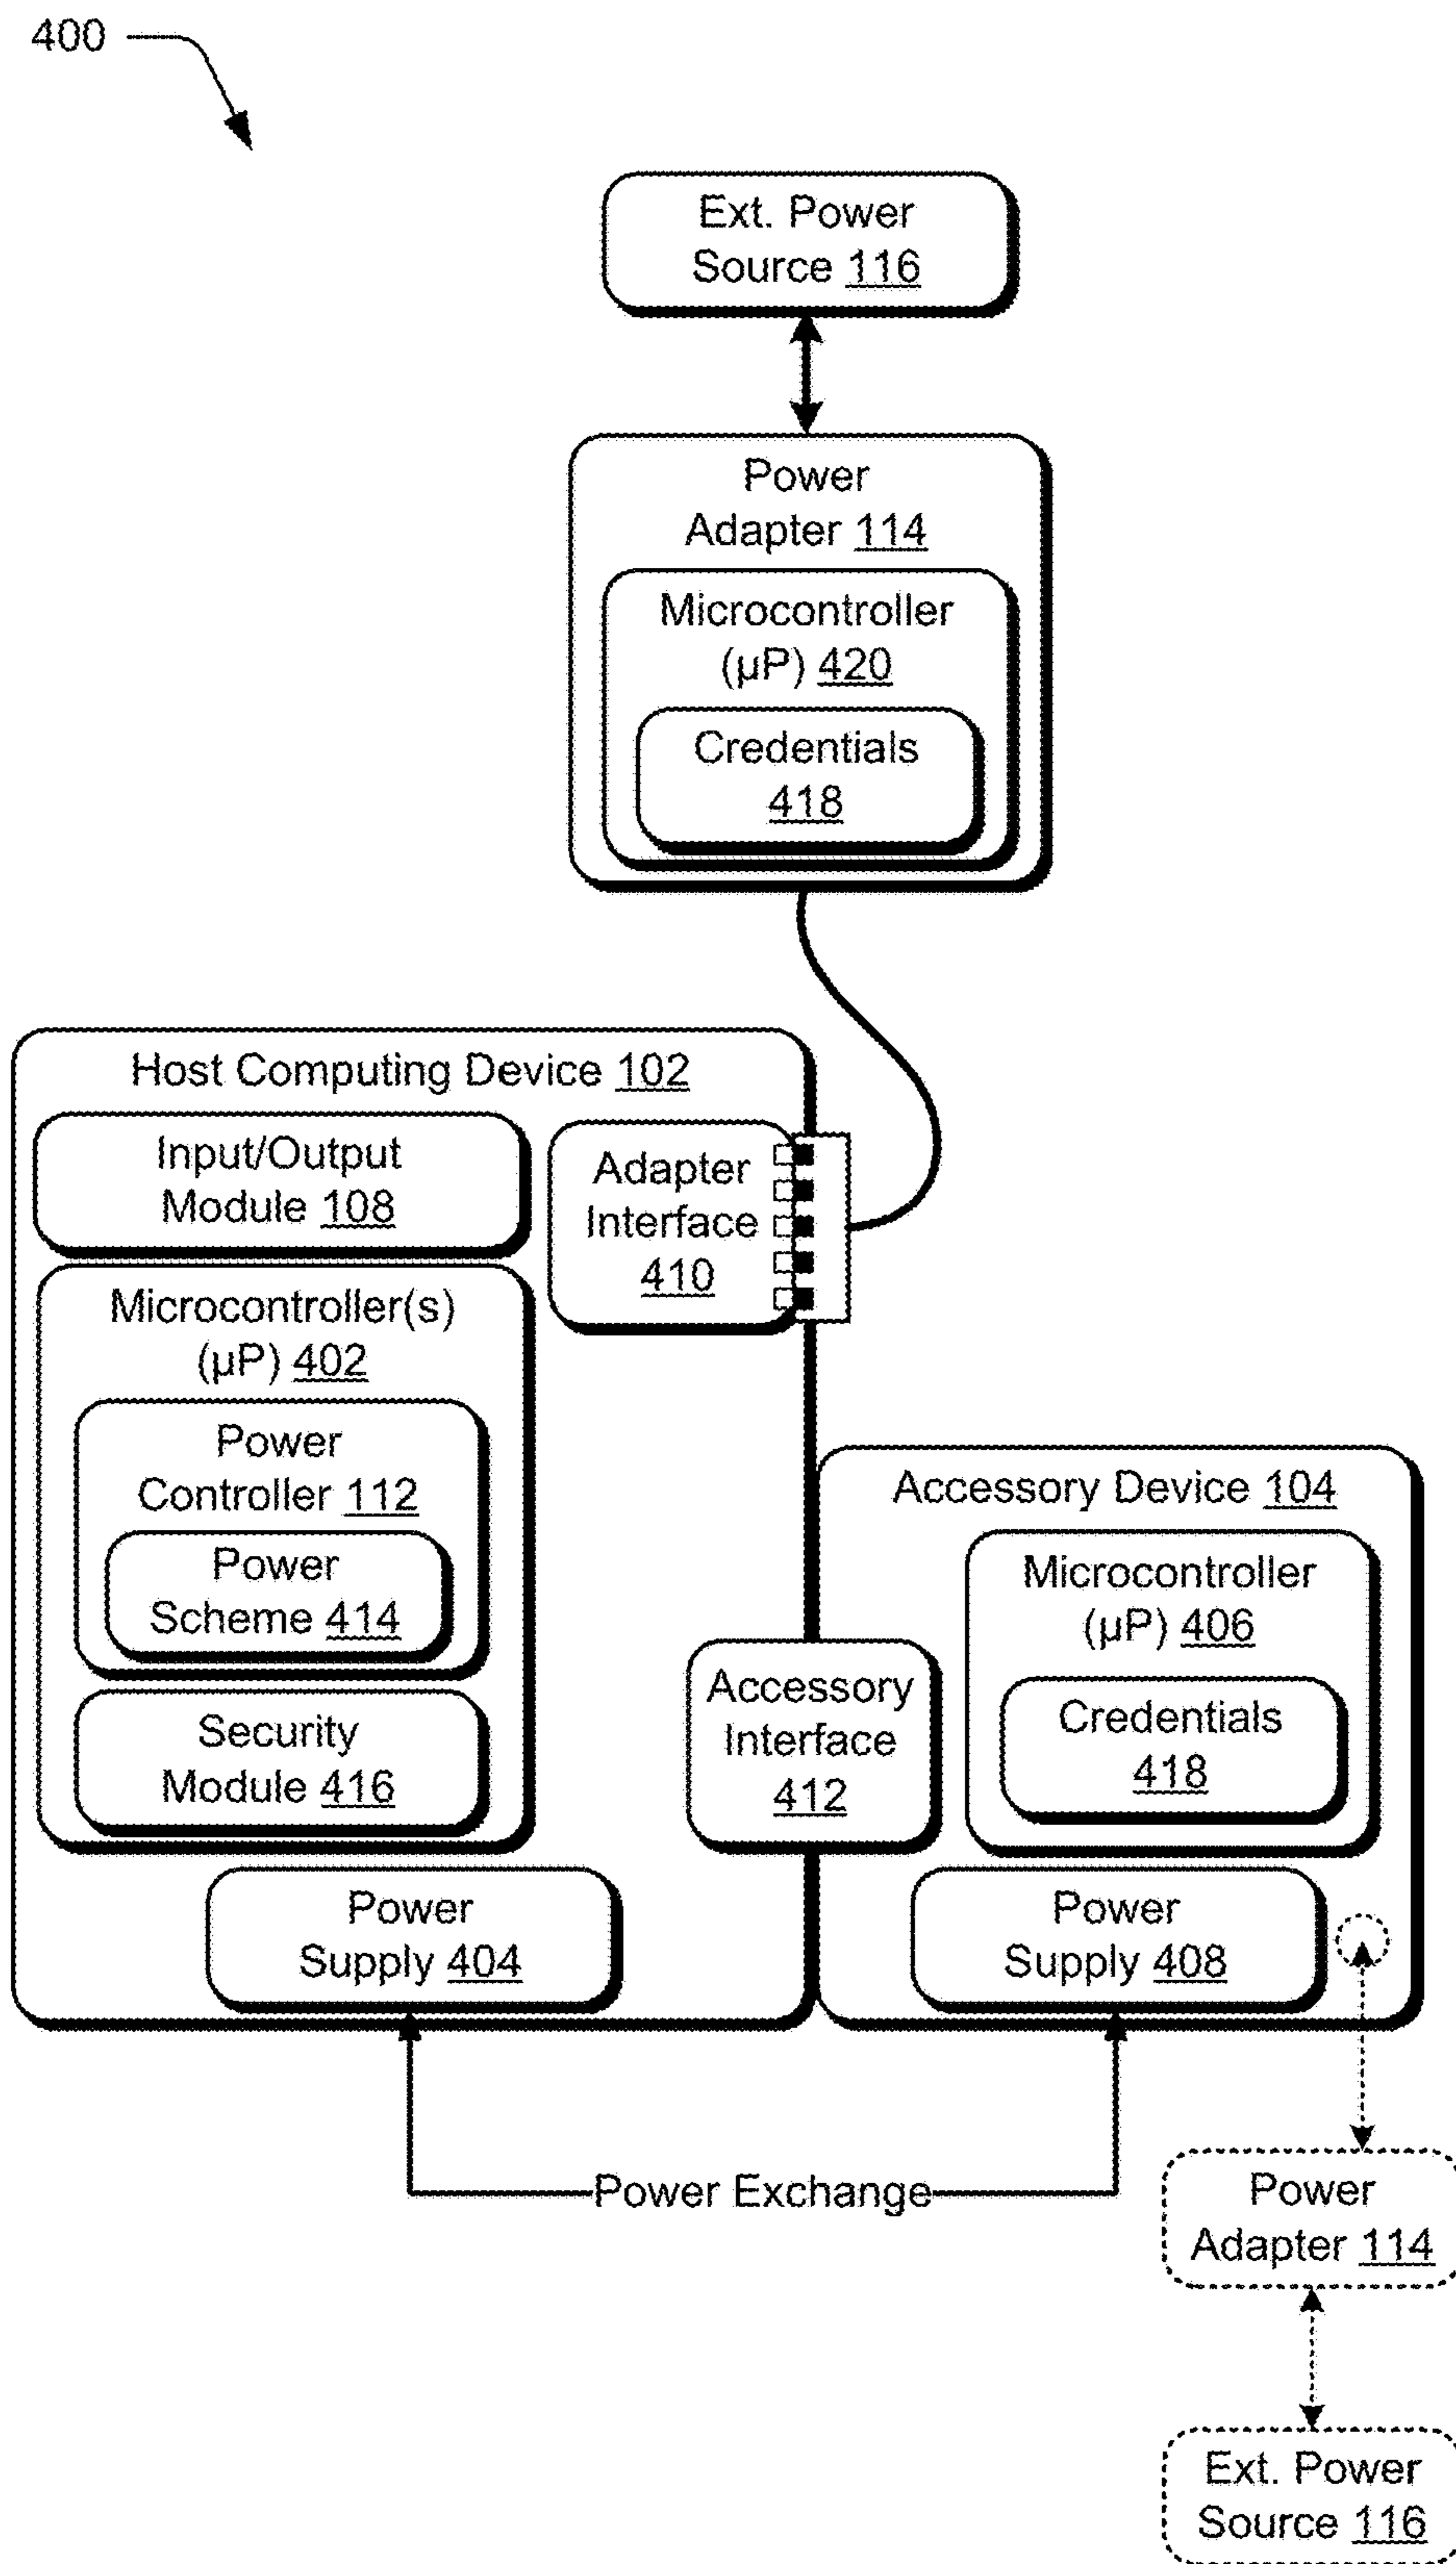 400
Ext. Power
Source 116
Power
Adapter 114
Microcontroller
(µP) 420
Credentials
418
Host Computing Device 102
Input/Output
Module 108
Adapter
Interface
410
Microcontroller(s)
(µP) 402
Power
Controller 112
Power
Scheme 414
Security
Module 416
Power
Supply 404
Accessory
Interface
412
Accessory Device 104
Microcontroller
(µP) 406
Credentials
418
Power
Supply 408
Power Exchange
Power
Adapter 114
Ext. Power
Source 116